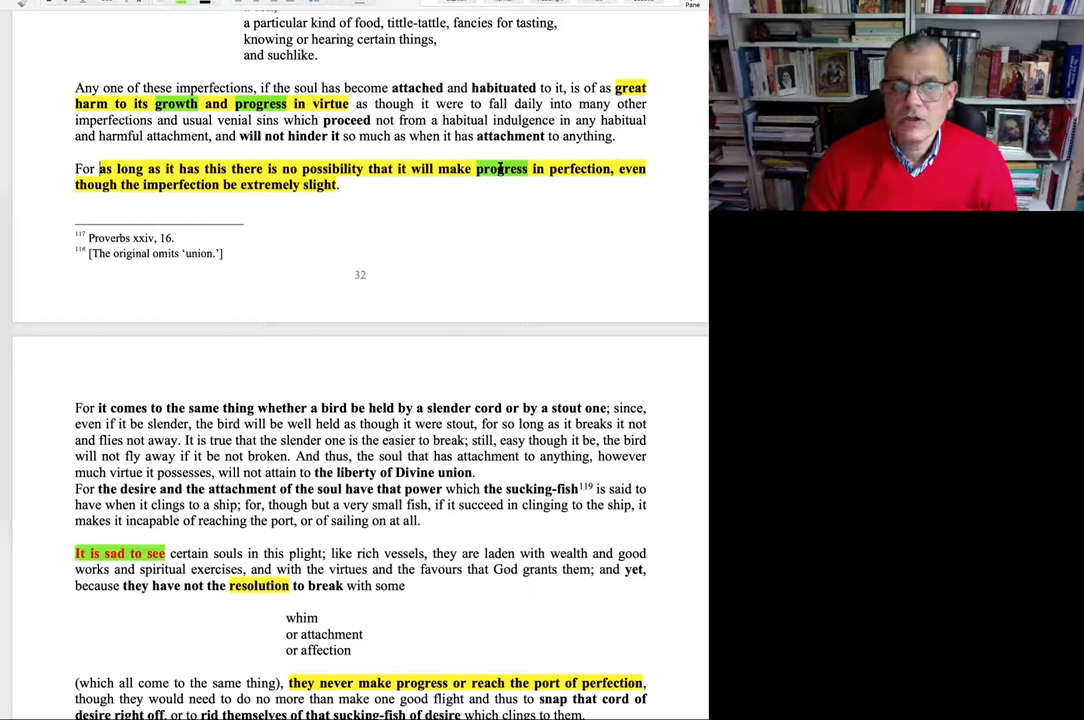 Pane
a particular kind of food, tittle-tattle, fancies for tasting,
knowing or hearing certain things,
and suchlike.
Any one of these imperfections, if the soul has become attached and habituated to it, is of as great
harm to its growth and progress in virtue as though it were to fall daily into many other
imperfections and usual venial sins which proceed not from a habitual indulgence in any habitual
and harmful attachment, and will not hinder it so much as when it has attachment to anything.
For as long as it has this there is no possibility that it will make progress in perfection, even
though the imperfection be extremely slight.
117 Proverbs xxiv, 16.
118 [The original omits ‘union.’]
32
For it comes to the same thing whether a bird be held by a slender cord or by a stout one; since,
even if it be slender, the bird will be well held as though it were stout, for so long as it breaks it not
and flies not away. It is true that the slender one is the easier to break; still, easy though it be, the bird
will not fly away if it be not broken. And thus, the soul that has attachment to anything, however
much virtue it possesses, will not attain to the liberty of Divine union.
For the desire and the attachment of the soul have that power which the sucking-fish119 is said to
have when it clings to a ship; for, though but a very small fish, if it succeed in clinging to the ship, it
makes it incapable of reaching the port, or of sailing on at all.
It is sad to see certain souls in this plight; like rich vessels, they are laden with wealth and good
works and spiritual exercises, and with the virtues and the favours that God grants them; and yet,
because they have not the resolution to break with some
whim
or attachment
or affection
(which all come to the same thing), they never make progress or reach the port of perfection,
though they would need to do no more than make one good flight and thus to snap that cord of
desire right off, or to rid themselves of that sucking-fish of desire which clings to them.